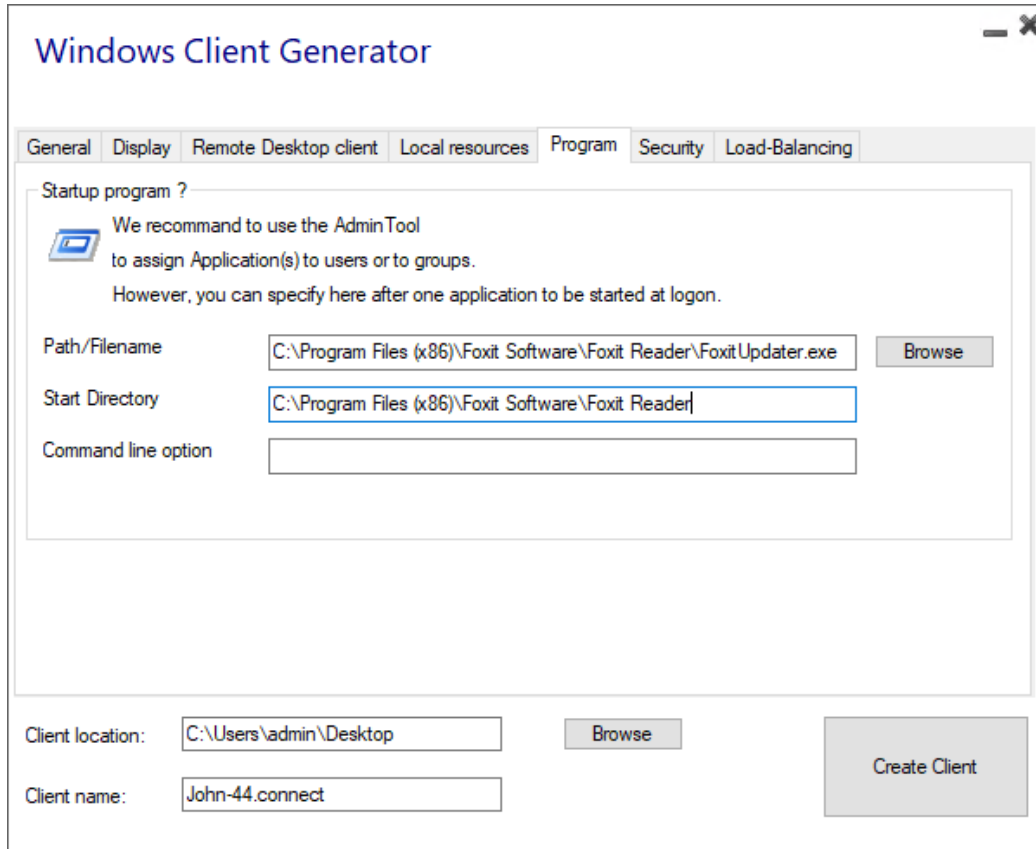 Windows Client Generator
General Display Remote Desktop client Local resources Program Security Load-Balancing
Startup program ?
We recommand to use the AdminTool
to assign Application(s) to users or to groups.
However, you can specify here after one application to be started at logon.
Path/Filename C:\Program Files (x86)\Foxit Software\Foxit Reader\FoxitUpdater.exe Browse
Start Directory C:\Program Files (x86)\Foxit Software\Foxit Reader
Command line option
Client location: C:\Users\admin\Desktop Browse
Create Client
Client name: John-44.connect